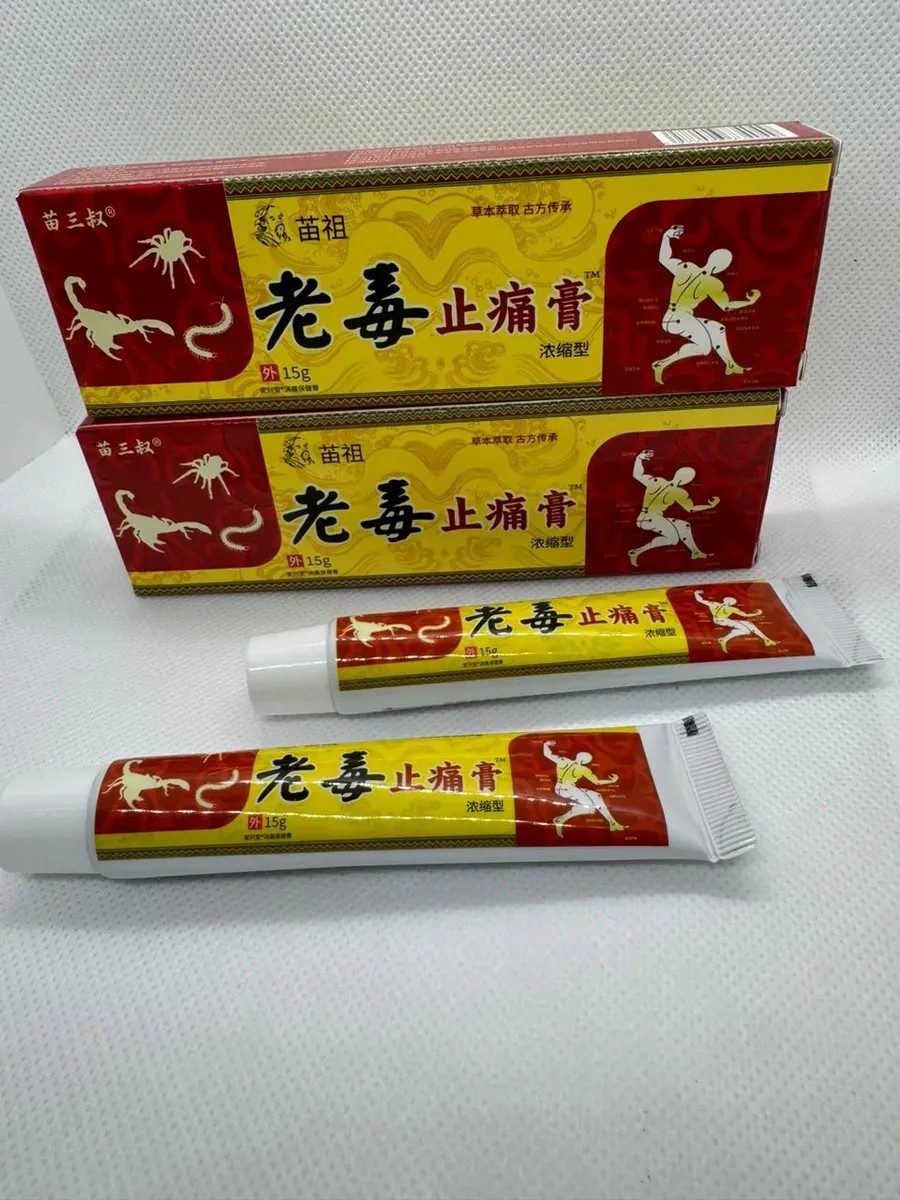 苗三叔®
苗祖
草本萃取 古方传承
老毒止痛膏™
浓缩型
外 15g
苗三叔®
苗祖
草本萃取 古方传承
老毒止痛膏™
浓缩型
外 15g
老毒止痛膏™
浓缩型
外 15g
老毒止痛膏™
浓缩型
外 15g